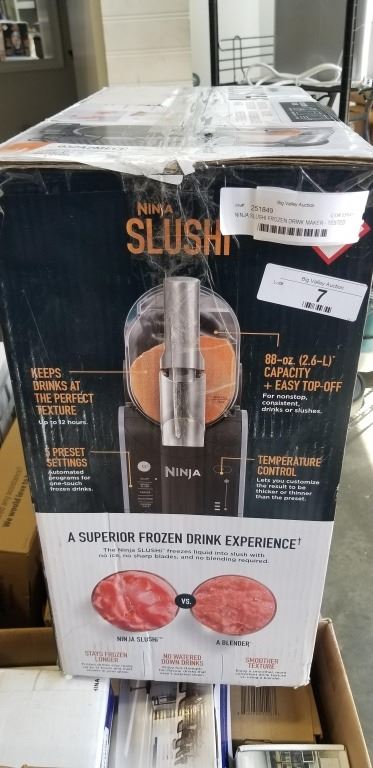 Big Valley Auction
251849
NINJA SLUSHI FROZEN DRINK MAKER - TESTED
Big Valley Auction
Lot#
7
NINJA
SLUSHi
KEEPS
DRINKS AT
THE PERFECT
TEXTURE
Up to 12 hours.
88-oz. (2.6-L)
CAPACITY
+ EASY TOP-OFF
For nonstop,
consistent,
drinks or slushes.
5 PRESET
SETTINGS
Automated
programs for
one-touch
frozen drinks.
NINJA
TEMPERATURE
CONTROL
Lets you customize
the result to be
thicker or thinner
than the preset.
A SUPERIOR FROZEN DRINK EXPERIENCE†
The Ninja SLUSHi™ freezes liquid into slush with
no ice, no sharp blades, and no blending required.
VS.
NINJA SLUSHi™
A BLENDER
STAYS FROZEN
LONGER
NO WATERED
DOWN DRINKS
SMOOTHER
TEXTURE